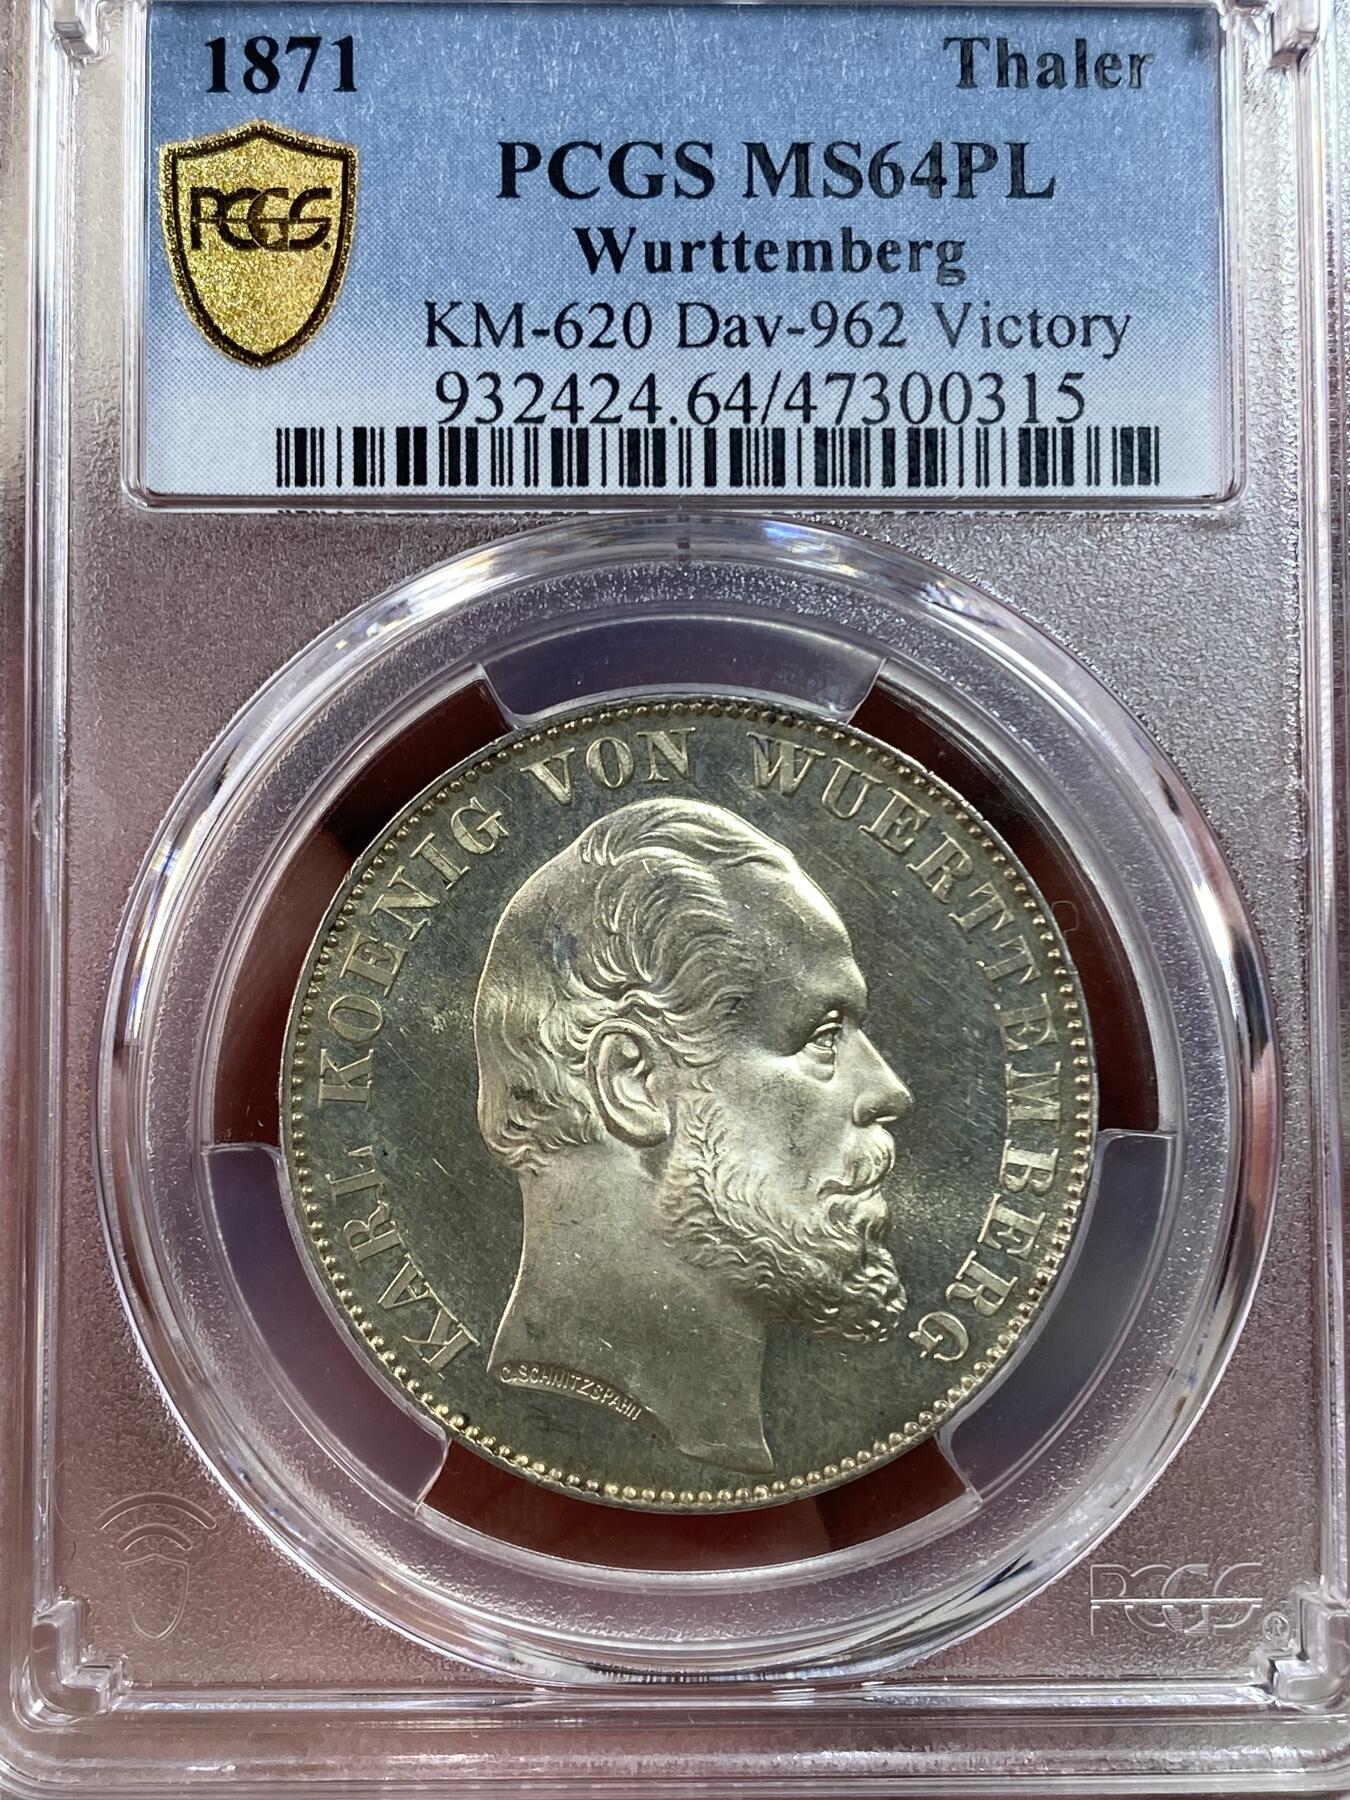 1871 Thaler
PCGS
PCGS MS64PL
Wurttemberg
KM-620 Dav-962 Victory
932424.64/47300315
KARL KOENIG VON WUERTTEMBERG
C.SCHNITZSPAHN
PCGS